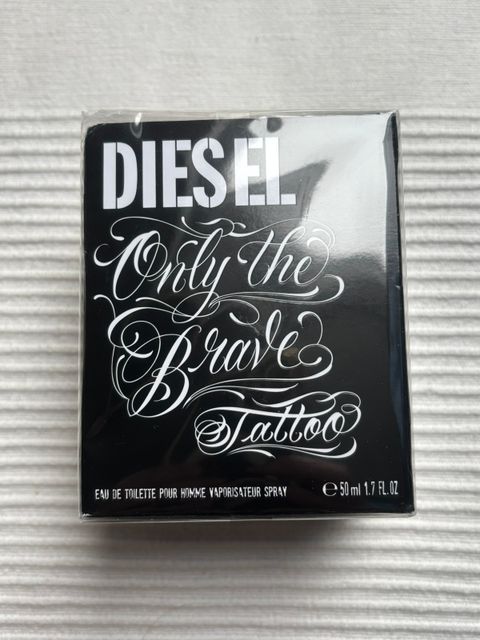 DIESEL
Only the
Brave
Tattoo
EAU DE TOILETTE POUR HOMME VAPORISATEUR SPRAY
℮ 50 ml 1.7 FL.OZ